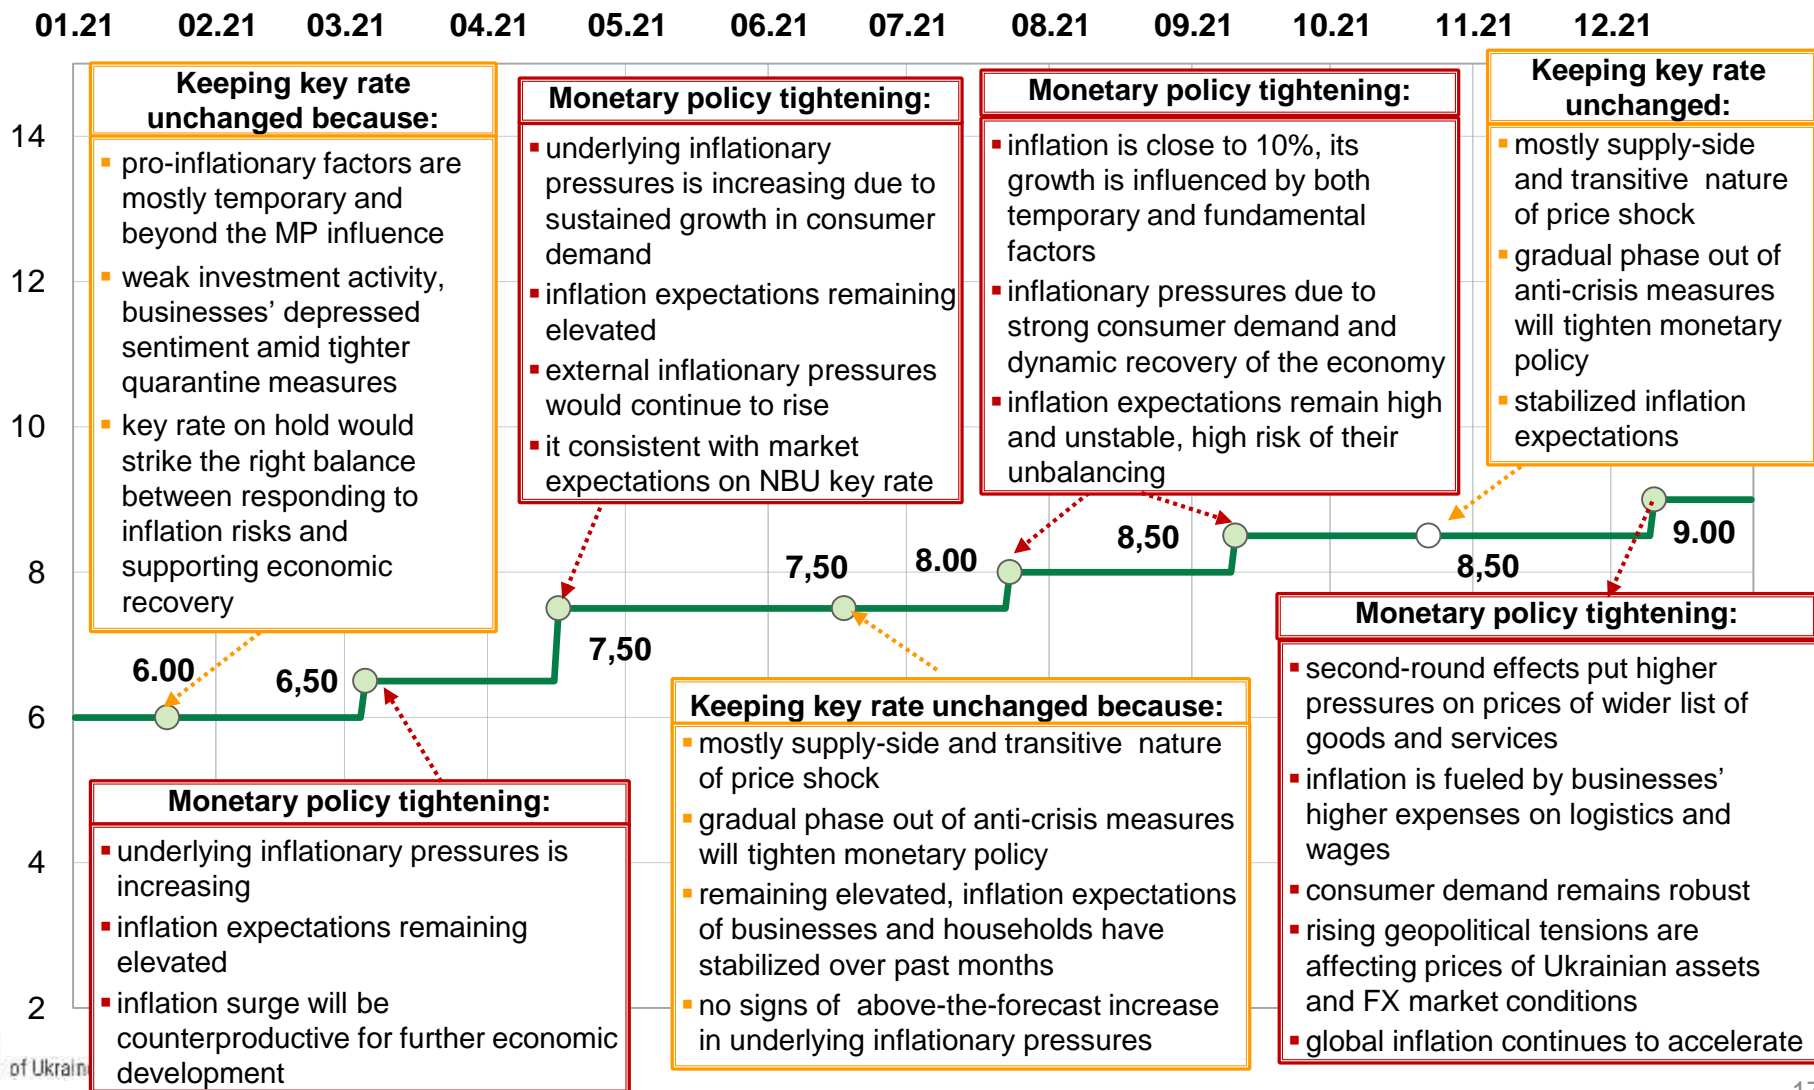 01.21 02.21 03.21 04.21 05.21 06.21 07.21 08.21 09.21 10.21 11.21 12.21
14
12
10
8
6
4
2
Keeping key rate
unchanged because:
pro-inflationary factors are
mostly temporary and
beyond the MP influence
weak investment activity,
businesses’ depressed
sentiment amid tighter
quarantine measures
key rate on hold would
strike the right balance
between responding to
inflation risks and
supporting economic
recovery
Monetary policy tightening:
underlying inflationary
pressures is increasing due to
sustained growth in consumer
demand
inflation expectations remaining
elevated
external inflationary pressures
would continue to rise
it consistent with market
expectations on NBU key rate
Monetary policy tightening:
inflation is close to 10%, its
growth is influenced by both
temporary and fundamental
factors
inflationary pressures due to
strong consumer demand and
dynamic recovery of the economy
inflation expectations remain high
and unstable, high risk of their
unbalancing
Keeping key rate
unchanged:
mostly supply-side
and transitive nature
of price shock
gradual phase out of
anti-crisis measures
will tighten monetary
policy
stabilized inflation
expectations
6.00
6,50
7,50
7,50
8.00
8,50
8,50
9.00
Monetary policy tightening:
underlying inflationary pressures is
increasing
inflation expectations remaining
elevated
inflation surge will be
counterproductive for further economic
development
Keeping key rate unchanged because:
mostly supply-side and transitive nature
of price shock
gradual phase out of anti-crisis measures
will tighten monetary policy
remaining elevated, inflation expectations
of businesses and households have
stabilized over past months
no signs of above-the-forecast increase
in underlying inflationary pressures
Monetary policy tightening:
second-round effects put higher
pressures on prices of wider list of
goods and services
inflation is fueled by businesses’
higher expenses on logistics and
wages
consumer demand remains robust
rising geopolitical tensions are
affecting prices of Ukrainian assets
and FX market conditions
global inflation continues to accelerate
of Ukraine
17